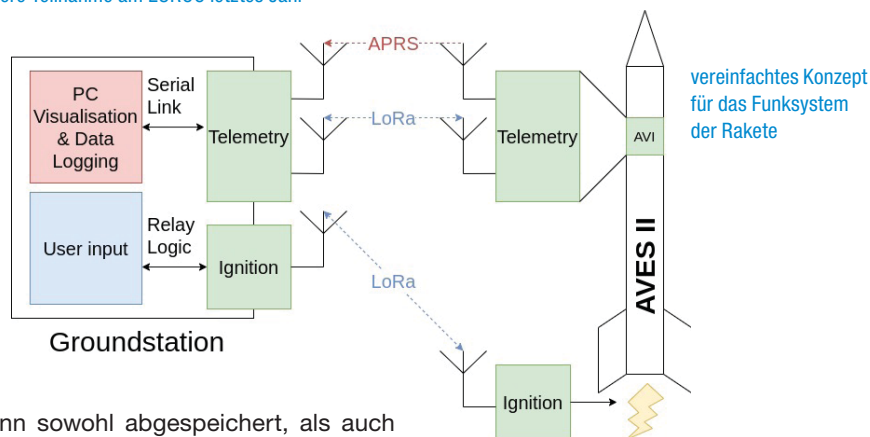 APRS
vereinfachtes Konzept
für das Funksystem
der Rakete
PC
Visualisation
& Data
Logging
Serial
Link
Telemetry
LoRa
Telemetry
AVI
User input
Relay
Logic
Ignition
LoRa
AVES II
Groundstation
Ignition
sowohl abgespeichert, als auch